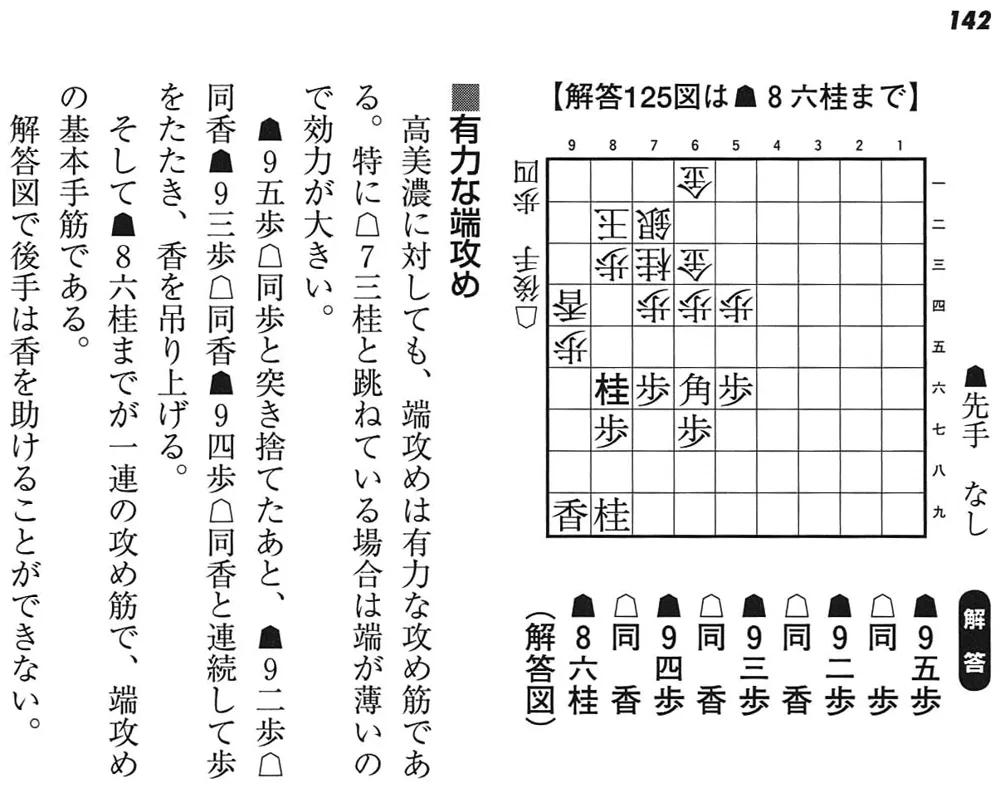 142
【解答125図は☗8六桂まで】
9 8 7 6 5 4 3 2 1
金 一
王 銀 二
歩 桂 金 三
香 歩 歩 歩 四
歩 五
桂 歩 角 歩 六
歩 歩 七
八
香 桂 九
☗先手 なし
☖後手 歩四
解答
☗9五歩
☖同 歩
☗9二歩
☖同 香
☗9三歩
☖同 香
☗9四歩
☖同 香
☗8六桂
(解答図)
■有力な端攻め
高美濃に対しても、端攻めは有力な攻め筋であ
る。特に☖7三桂と跳ねている場合は端が薄いの
で効力が大きい。
☗9五歩☖同歩と突き捨てたあと、☗9二歩☖
同香☗9三歩☖同香☗9四歩☖同香と連続して歩
をたたき、香を吊り上げる。
そして☗8六桂までが一連の攻め筋で、端攻め
の基本手筋である。
解答図で後手は香を助けることができない。